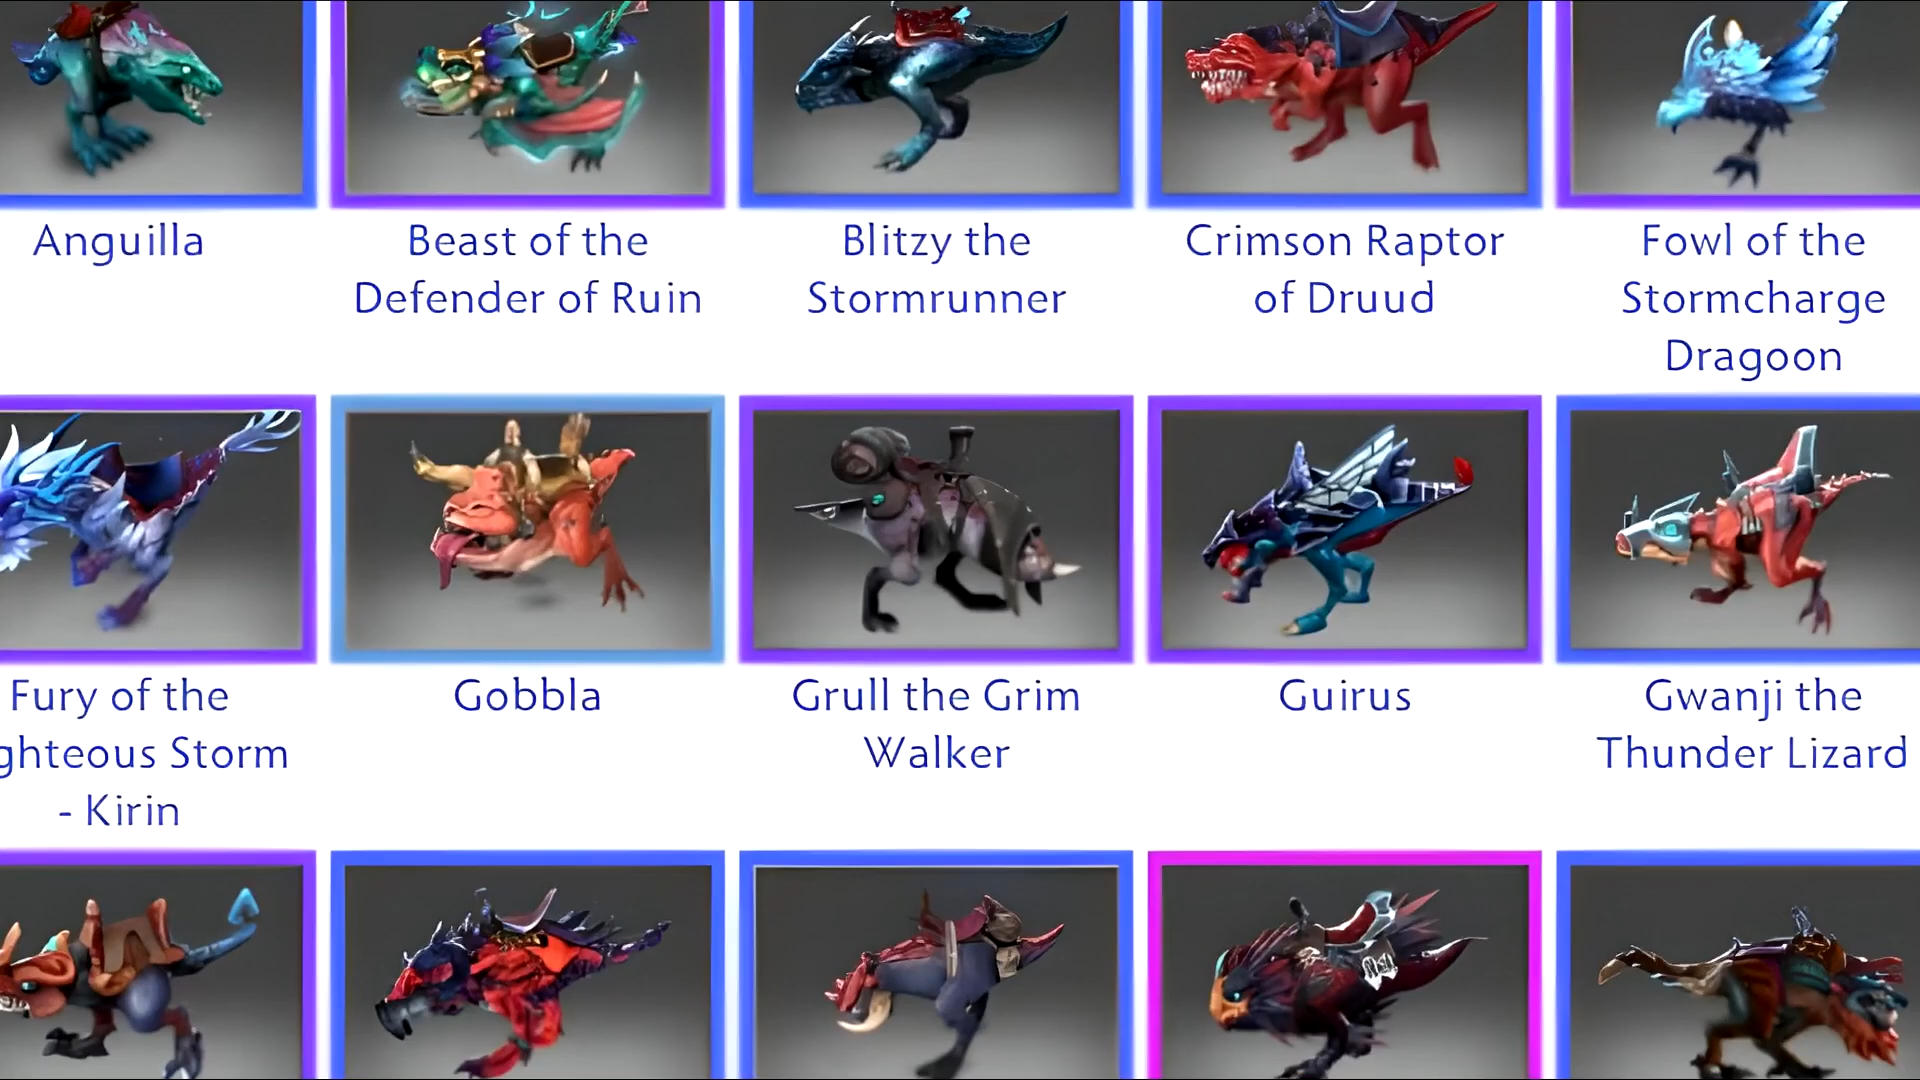 Anguilla
Beast of the
Defender of Ruin
Blitzy the
Stormrunner
Crimson Raptor
of Druud
Fowl of the
Stormcharge
Dragoon
Fury of the
ghteous Storm
- Kirin
Gobbla
Grull the Grim
Walker
Guirus
Gwanji the
Thunder Lizard